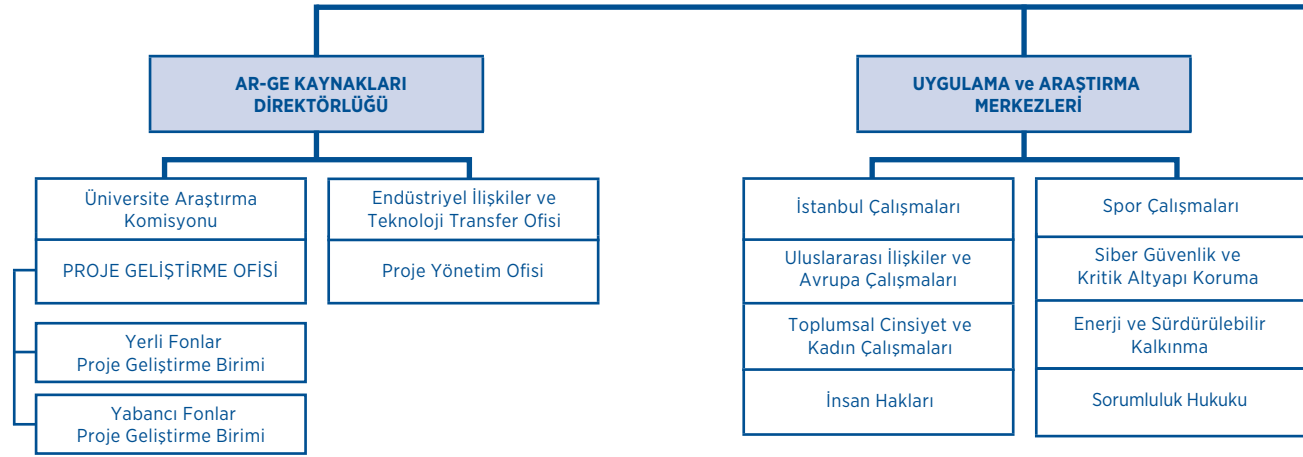 AR-GE KAYNAKLARI
DİREKTÖRLÜĞÜ
Üniversite Araştırma
Komisyonu
PROJE GELİŞTİRME OFİSİ
Yerli Fonlar
Proje Geliştirme Birimi
Yabancı Fonlar
Proje Geliştirme Birimi
Endüstriyel İlişkiler ve
Teknoloji Transfer Ofisi
Proje Yönetim Ofisi
UYGULAMA ve ARAŞTIRMA
MERKEZLERİ
İstanbul Çalışmaları
Uluslararası İlişkiler ve
Avrupa Çalışmaları
Toplumsal Cinsiyet ve
Kadın Çalışmaları
İnsan Hakları
Spor Çalışmaları
Siber Güvenlik ve
Kritik Altyapı Koruma
Enerji ve Sürdürülebilir
Kalkınma
Sorumluluk Hukuku